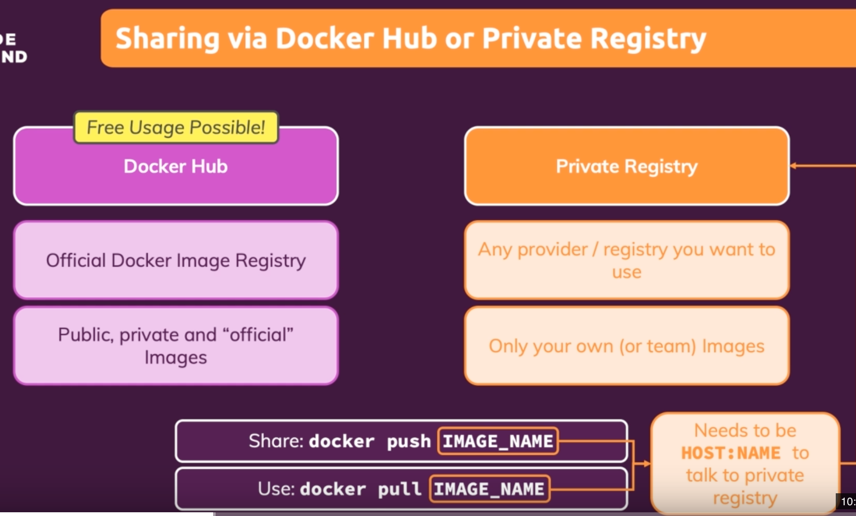 DE
ND
Sharing via Docker Hub or Private Registry
Free Usage Possible!
Docker Hub
Official Docker Image Registry
Public, private and “official”
Images
Private Registry
Any provider / registry you want to
use
Only your own (or team) Images
Share: docker push IMAGE_NAME
Use: docker pull IMAGE_NAME
Needs to be
HOST:NAME to
talk to private
registry
10: